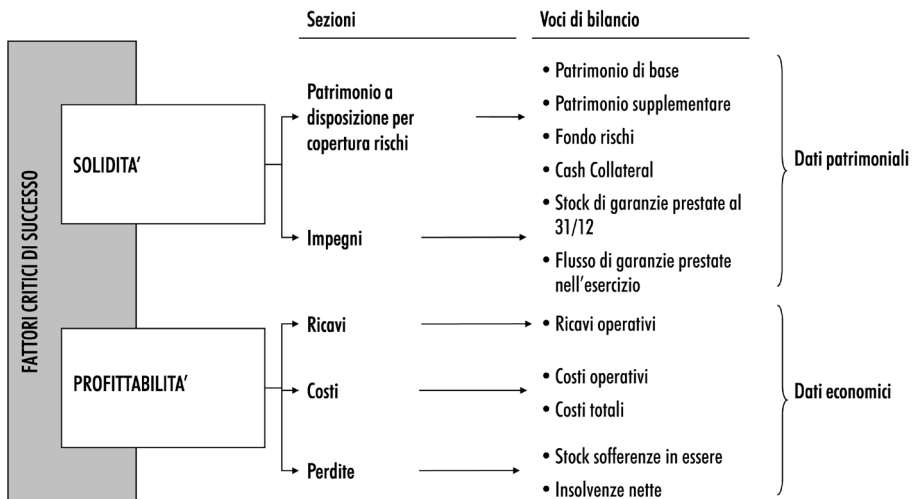 Sezioni
Voci di bilancio
FATTORI CRITICI DI SUCCESSO
SOLIDITA’
Patrimonio a
disposizione per
copertura rischi
• Patrimonio di base
• Patrimonio supplementare
• Fondo rischi
• Cash Collateral
• Stock di garanzie prestate al
31/12
Impegni
• Flusso di garanzie prestate
nell’esercizio
Dati patrimoniali
PROFITTABILITA’
Ricavi
• Ricavi operativi
Costi
• Costi operativi
• Costi totali
Perdite
• Stock sofferenze in essere
• Insolvenze nette
Dati economici